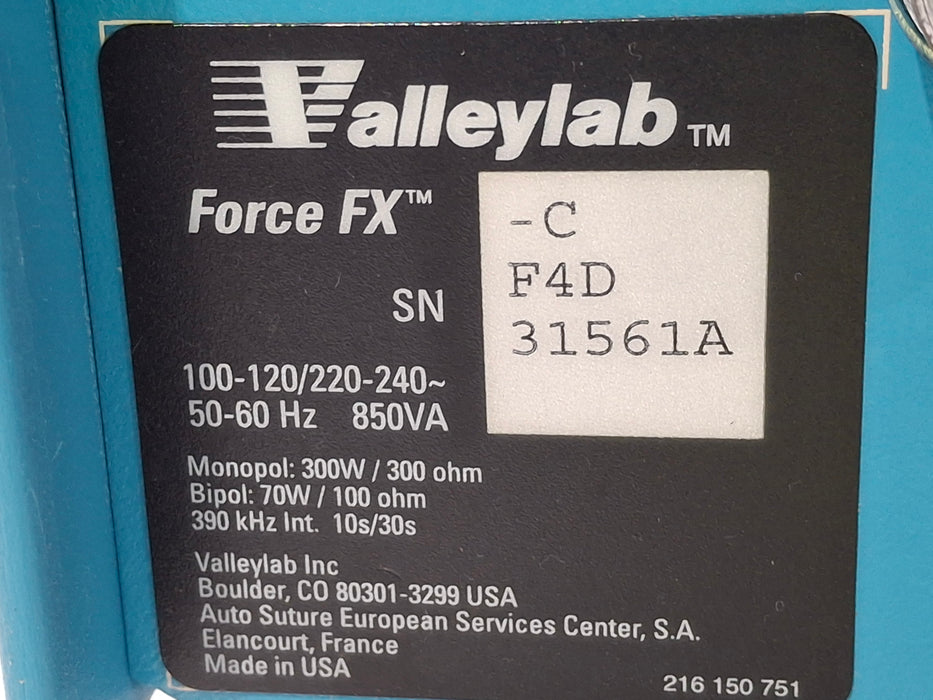 Valleylab™
Force FX™ -C
SN F4D
31561A
100-120/220-240~
50-60 Hz 850VA
Monopol: 300W / 300 ohm
Bipol: 70W / 100 ohm
390 kHz Int. 10s/30s
Valleylab Inc
Boulder, CO 80301-3299 USA
Auto Suture European Services Center, S.A.
Elancourt, France
Made in USA
216 150 751